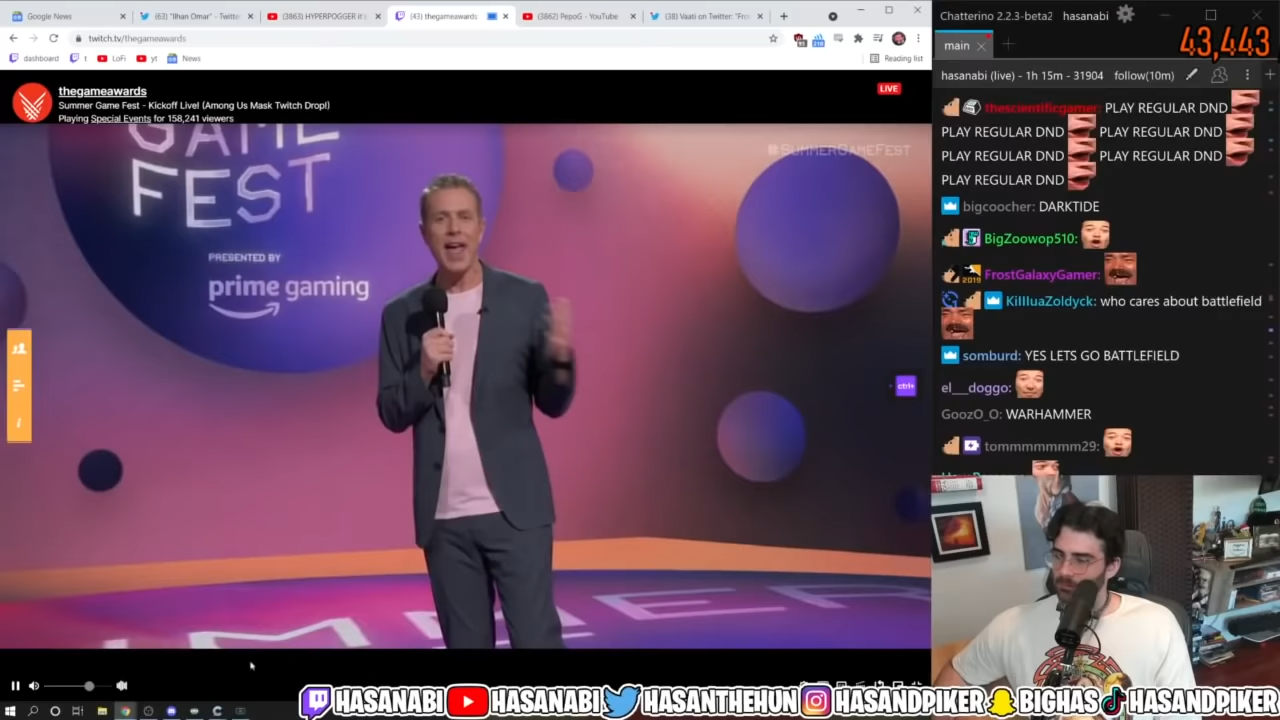 Google News
(63) "Ilhan Omar" - Twitte
(3863) HYPERPOGGER it's
(43) thegameawards
(3862) PepoG - YouTube
(38) Vaati on Twitter: "Fro
twitch.tv/thegameawards
dashboard
t
LoFi
yt
News
Reading list
thegameawards
Summer Game Fest - Kickoff Live! (Among Us Mask Twitch Drop!)
Playing Special Events for 158,241 viewers
LIVE
GAME
FEST
PRESENTED BY
prime gaming
#SUMMERGAMEFEST
ctrl+
Chatterino 2.2.3-beta2
hasanabi
43,443
main
hasanabi (live) - 1h 15m - 31904
follow(10m)
thescientificgamer: PLAY REGULAR DND
PLAY REGULAR DND PLAY REGULAR DND
PLAY REGULAR DND PLAY REGULAR DND
PLAY REGULAR DND
bigcoocher: DARKTIDE
BigZoowop510:
2019 FrostGalaxyGamer:
KillIuaZoldyck: who cares about battlefield
somburd: YES LETS GO BATTLEFIELD
el__doggo:
GoozO_O: WARHAMMER
tommmmmmm29:
HASANABI HASANABI HASANTHEHUN HASANDPIKER BIGHAS HASANDPIKER